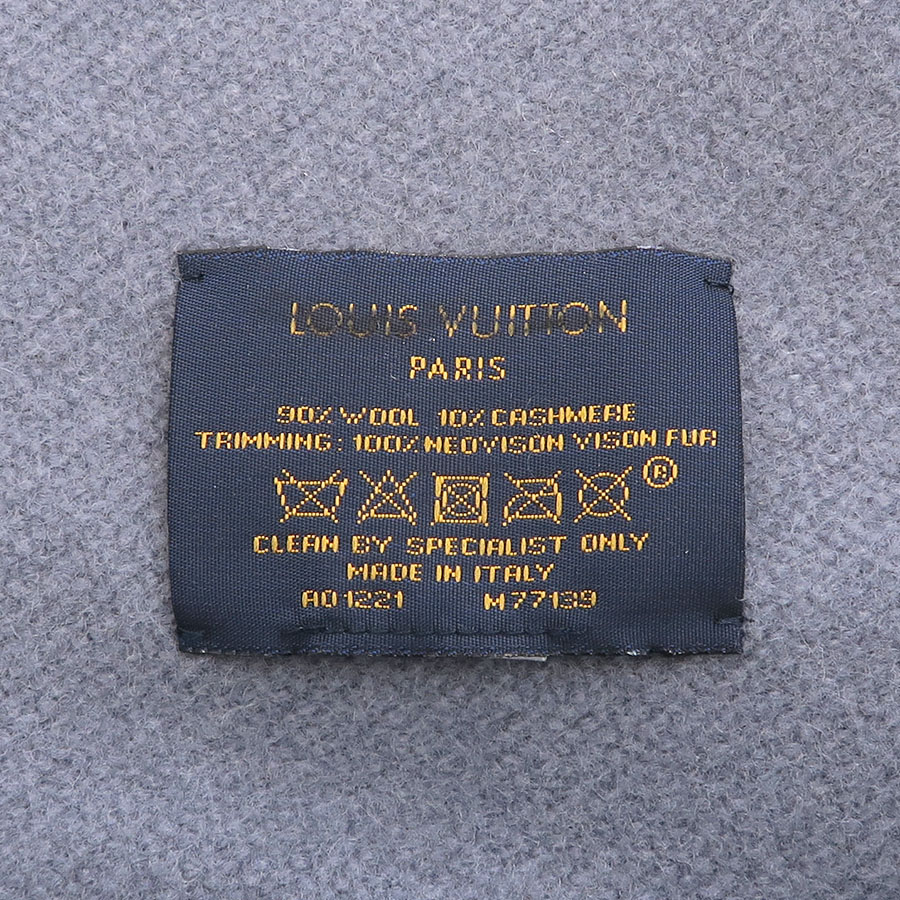 LOUIS VUITTON
PARIS
90% WOOL 10% CASHMERE
TRIMMING: 100% NEOVISON VISON FUR
®
CLEAN BY SPECIALIST ONLY
MADE IN ITALY
AO1221 M77139